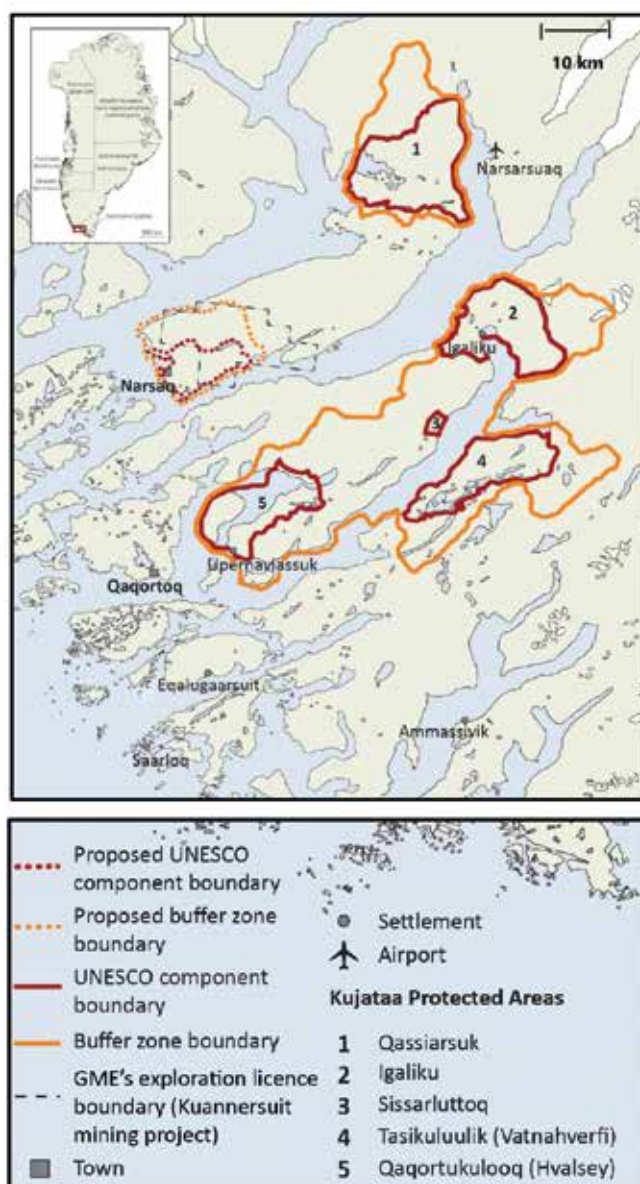 10 km
1
Narsarsuaq
2
Igaliku
Narsaq
3
4
5
Upernaviassuk
Qaqortoq
Eqalugaarsuit
Ammassivik
Saarloq
Proposed UNESCO
component boundary
Proposed buffer zone
boundary
UNESCO component
boundary
Buffer zone boundary
GME's exploration licence
boundary (Kuannersuit
mining project)
Town
Settlement
Airport
Kujataa Protected Areas
1 Qassiarsuk
2 Igaliku
3 Sissarluttoq
4 Tasikuluulik (Vatnahverfi)
5 Qaqortukulooq (Hvalsey)